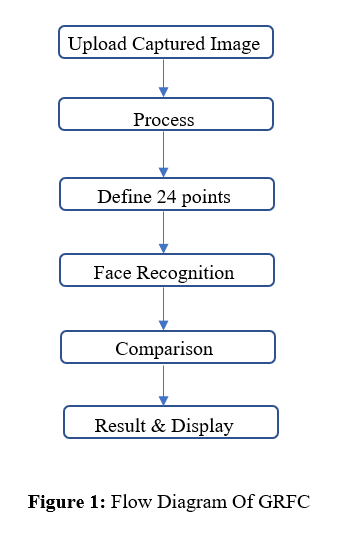 Upload Captured Image
Process
Define 24 points
Face Recognition
Comparison
Result & Display
Figure 1: Flow Diagram Of GRFC